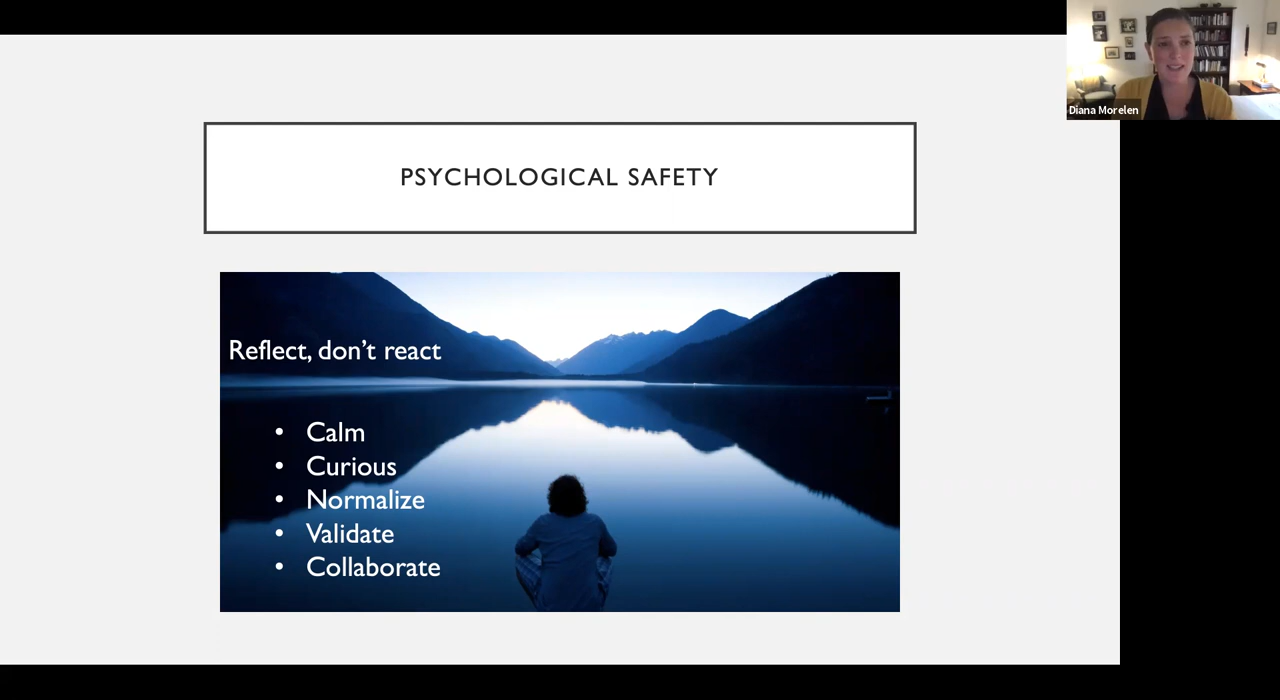 PSYCHOLOGICAL SAFETY
Reflect, don’t react
• Calm
• Curious
• Normalize
• Validate
• Collaborate
Diana Morelen